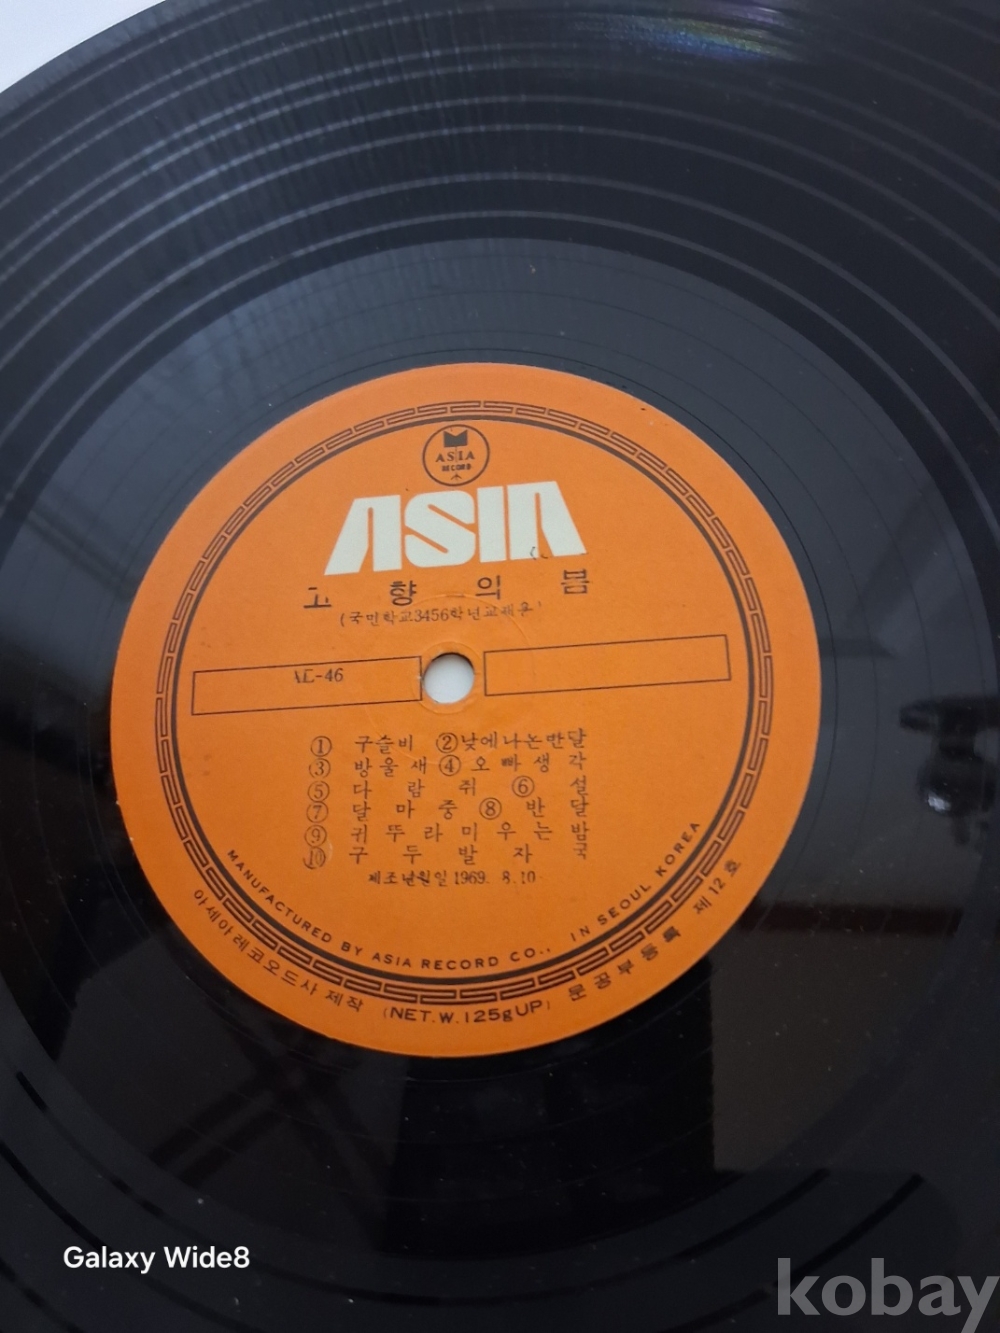 ASIA
RECORD
ASIA
고향의 봄
(국민학교3456학년교재용)
AE-46
① 구슬비 ②낮에나온반달
③ 방울새 ④ 오빠생각
⑤ 다람쥐 ⑥ 설
⑦ 달마중 ⑧ 반달
⑨ 귀뚜라미우는밤
⑩ 구두발자국
제조년월일 1969. 8.10
MANUFACTURED BY ASIA RECORD CO., IN SEOUL KOREA
아세아레코오드사 제작 (NET.W.125gUP) 문공부등록 제12호
Galaxy Wide8
kobay